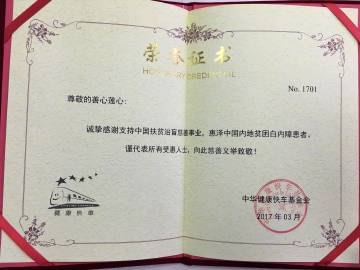 荣誉证书
HONORARY CREDENTIAL
No. 1701
尊敬的善心莲心:
诚挚感谢支持中国扶贫治盲慈善事业。惠泽中国内地贫困白内障患者。
谨代表所有受惠人士，向此慈善义举致敬！
健康快车
中华健康快车基金会
2017年03月